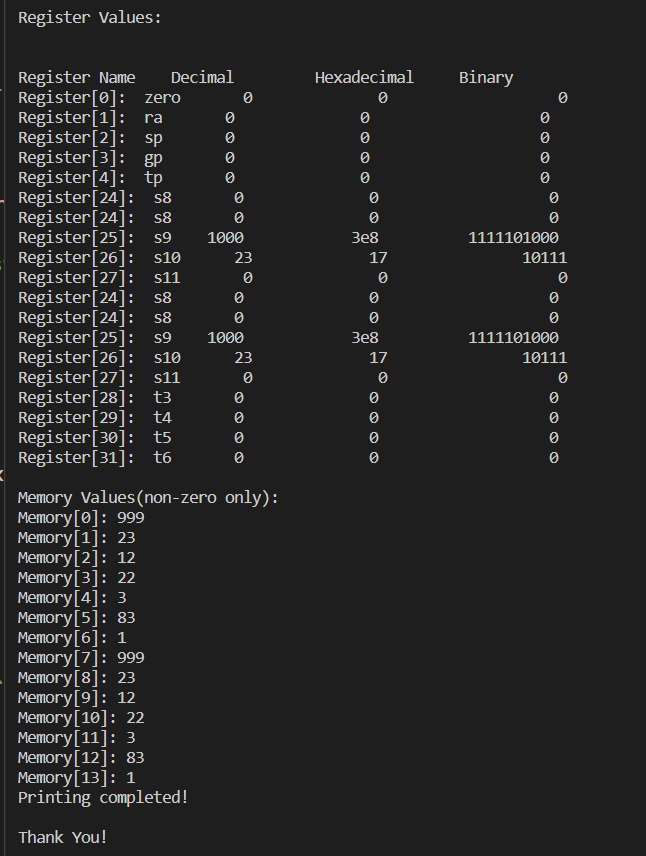 Register Values:
Register Name Decimal Hexadecimal Binary
Register[0]: zero 0 0 0
Register[1]: ra 0 0 0
Register[2]: sp 0 0 0
Register[3]: gp 0 0 0
Register[4]: tp 0 0 0
Register[24]: s8 0 0 0
Register[24]: s8 0 0 0
Register[25]: s9 1000 3e8 1111101000
Register[26]: s10 23 17 10111
Register[27]: s11 0 0 0
Register[24]: s8 0 0 0
Register[24]: s8 0 0 0
Register[25]: s9 1000 3e8 1111101000
Register[26]: s10 23 17 10111
Register[27]: s11 0 0 0
Register[28]: t3 0 0 0
Register[29]: t4 0 0 0
Register[30]: t5 0 0 0
Register[31]: t6 0 0 0
Memory Values(non-zero only):
Memory[0]: 999
Memory[1]: 23
Memory[2]: 12
Memory[3]: 22
Memory[4]: 3
Memory[5]: 83
Memory[6]: 1
Memory[7]: 999
Memory[8]: 23
Memory[9]: 12
Memory[10]: 22
Memory[11]: 3
Memory[12]: 83
Memory[13]: 1
Printing completed!
Thank You!